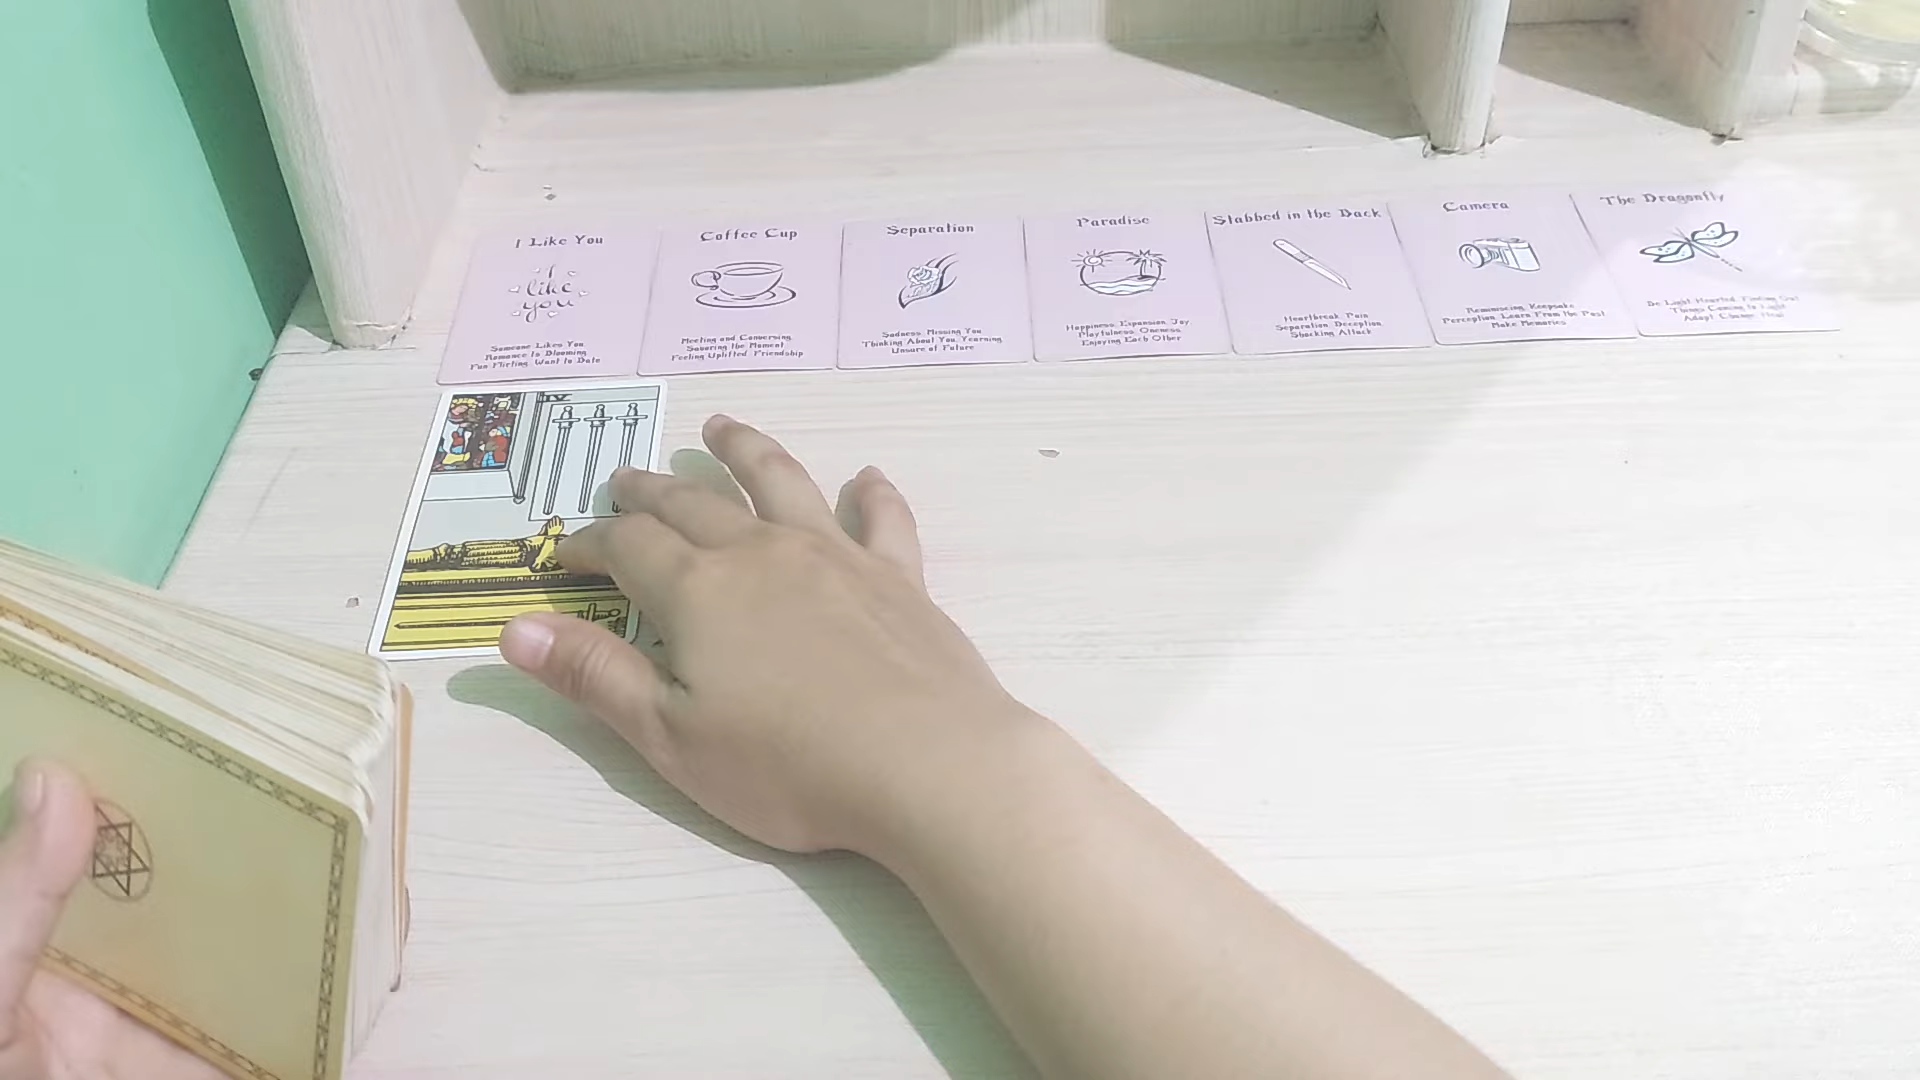 I Like You
I
like
you
Someone Likes You
Romance Is Blooming
Fun Flirting Want to Date
Coffee Cup
Meeting and Conversing
Savoring the Moment
Feeling Uplifted Friendship
Separation
Sadness Missing You
Thinking About You Yearning
Unsure of Future
Paradise
Happiness Expansion Joy
Playfulness Oneness
Enjoying Each Other
Stabbed in the Back
Heartbreak Pain
Separation Deception
Shocking Attack
Camera
Reminiscing Keepsake
Perception Learn From the Past
Make Memories
The Dragonfly
Be Light Hearted Finding Out
Things Coming to Light
Adapt Change Heal
IV